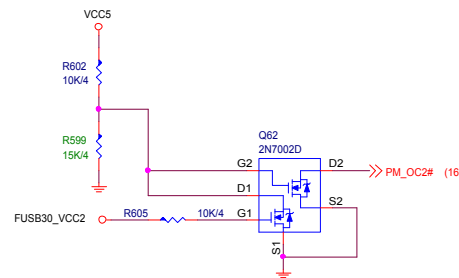 VCC5
R602
10K/4
R599
15K/4
Q62
2N7002D
G2
D2
PM_OC2# (16
D1
S2
FUSB30_VCC2
R605
10K/4
G1
S1